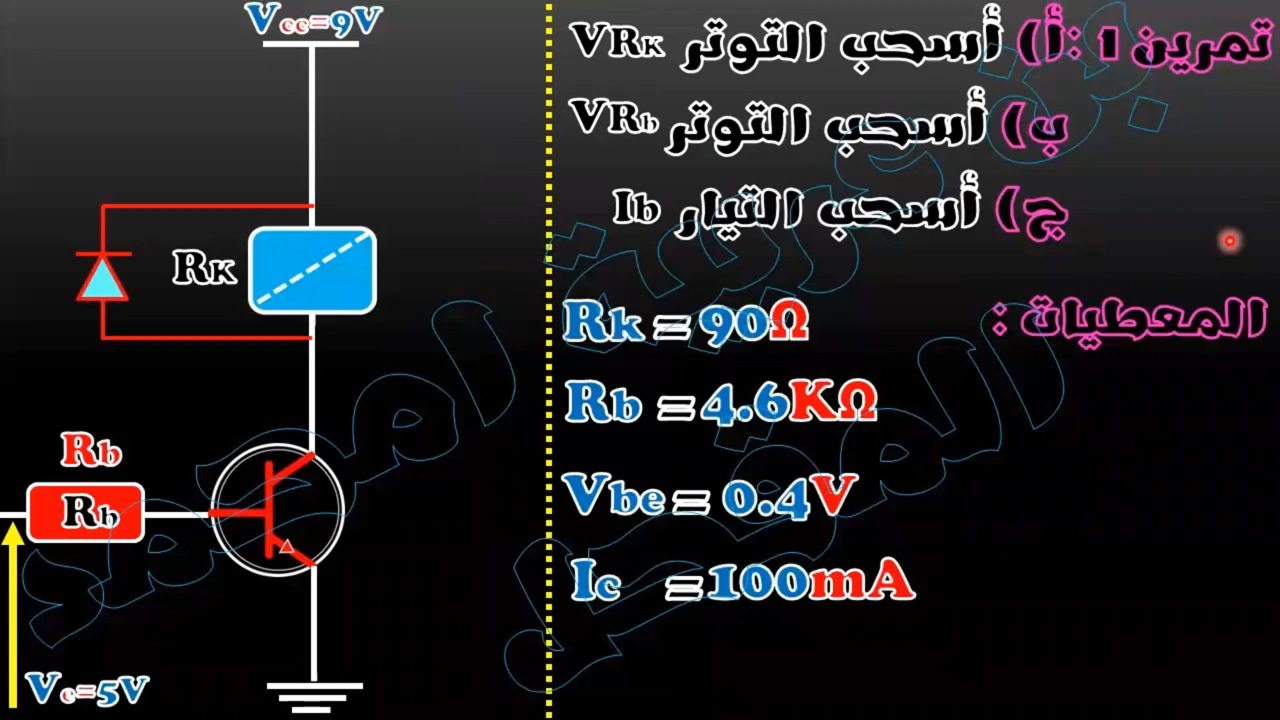 Vcc=9V
RK
Rb
Rb
Ve=5V
تمرين 1 :أ) أسحب التوتر VRK
ب) أسحب التوتر VRb
ج) أسحب التيار Ib
المعطيات :
RK =90Ω
Rb =4.6KΩ
Vbe= 0.4V
Ic =100mA